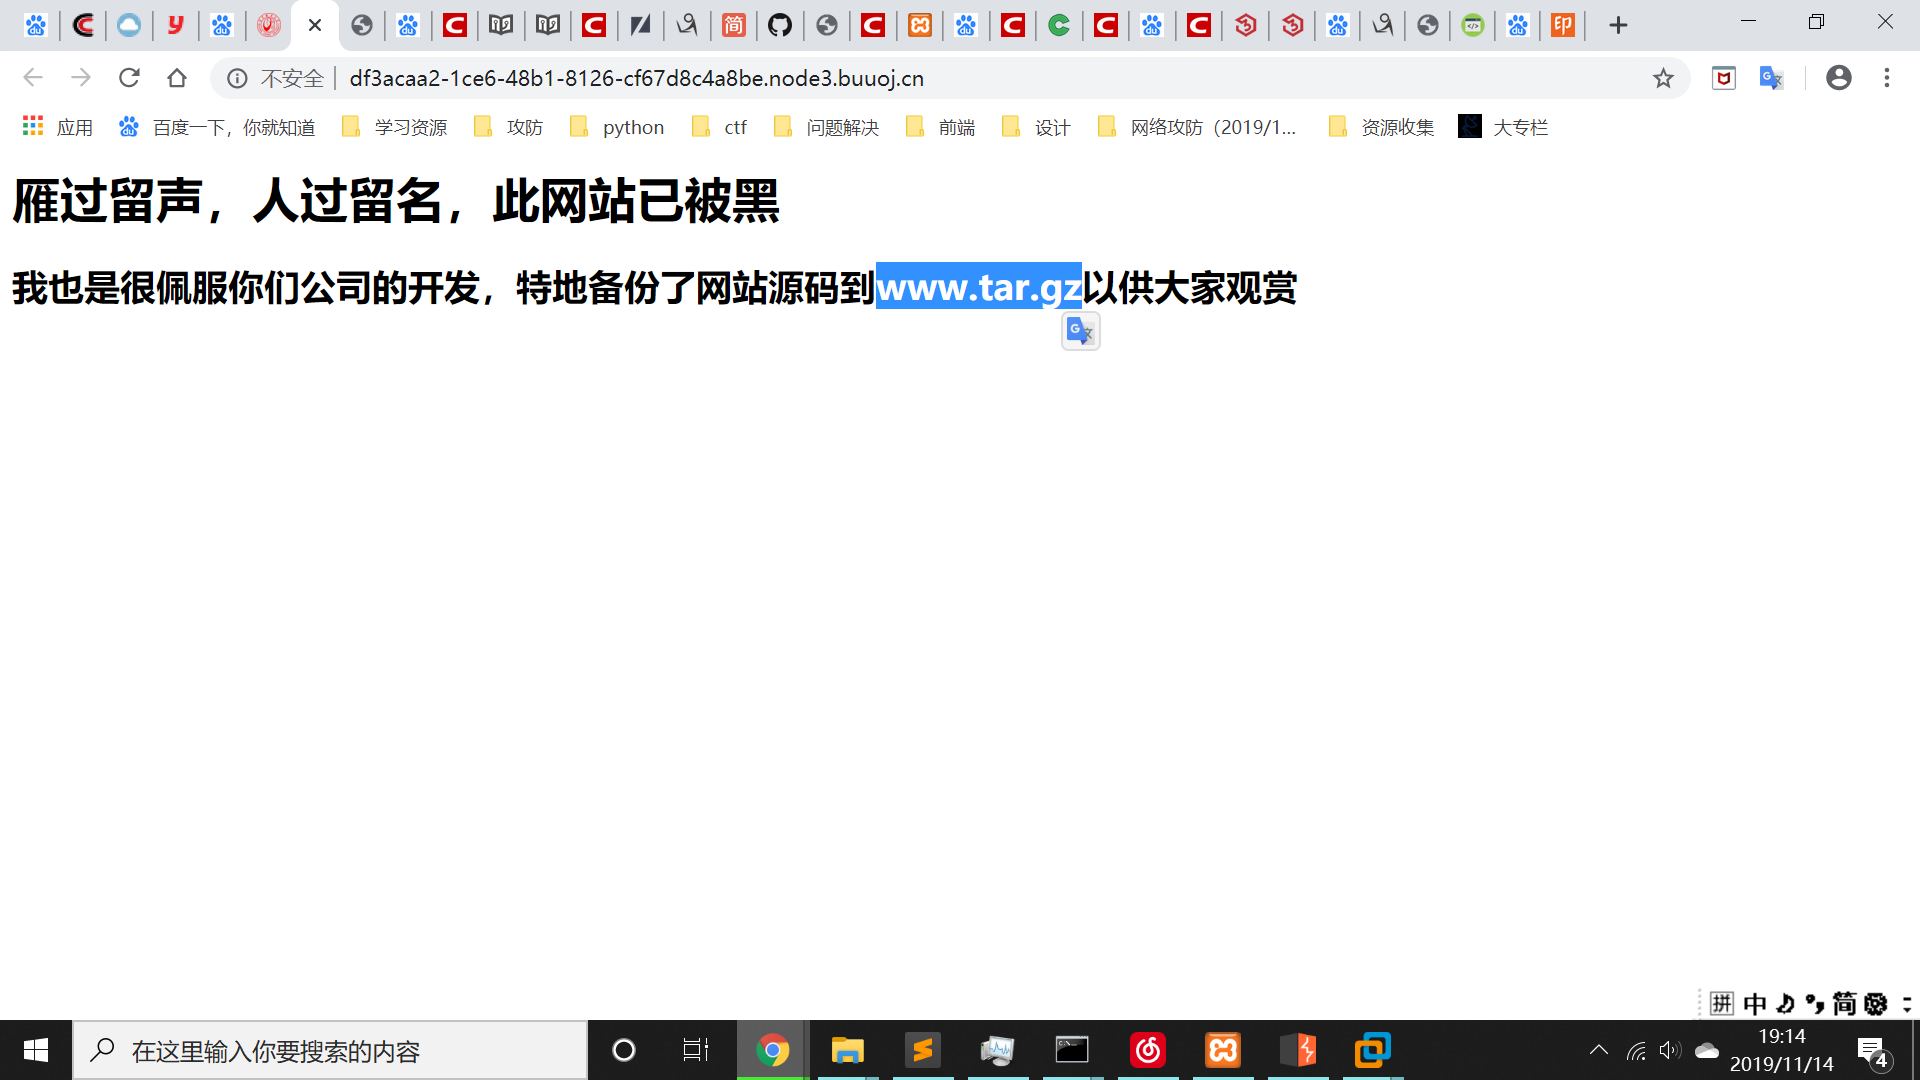 不安全 df3acaa2-1ce6-48b1-8126-cf67d8c4a8be.node3.buuoj.cn
应用 百度一下，你就知道 学习资源 攻防 python ctf 问题解决 前端 设计 网络攻防（2019/1... 资源收集 大专栏
雁过留声，人过留名，此网站已被黑
我也是很佩服你们公司的开发，特地备份了网站源码到www.tar.gz以供大家观赏
拼 中 简
在这里输入你要搜索的内容
19:14
2019/11/14
4